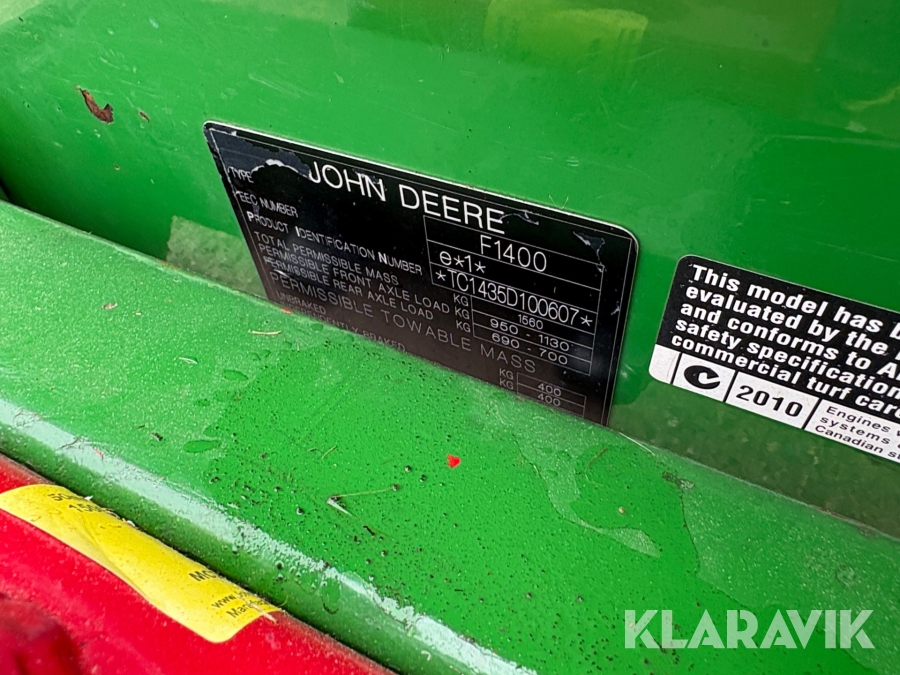 JOHN DEERE
TYPE F1400
EEC NUMBER e*1*
PRODUCT IDENTIFICATION NUMBER *TC1435D100607*
TOTAL PERMISSIBLE MASS KG 1560
PERMISSIBLE FRONT AXLE LOAD KG 950 - 1130
PERMISSIBLE REAR AXLE LOAD KG 690 - 700
PERMISSIBLE TOWABLE MASS
UNBRAKED KG 400
BRAKED KG 400
This model has
evaluated by the
and conforms to
safety specification
commercial turf care
C 2010
Engines
systems
Canadian
KLARAVIK